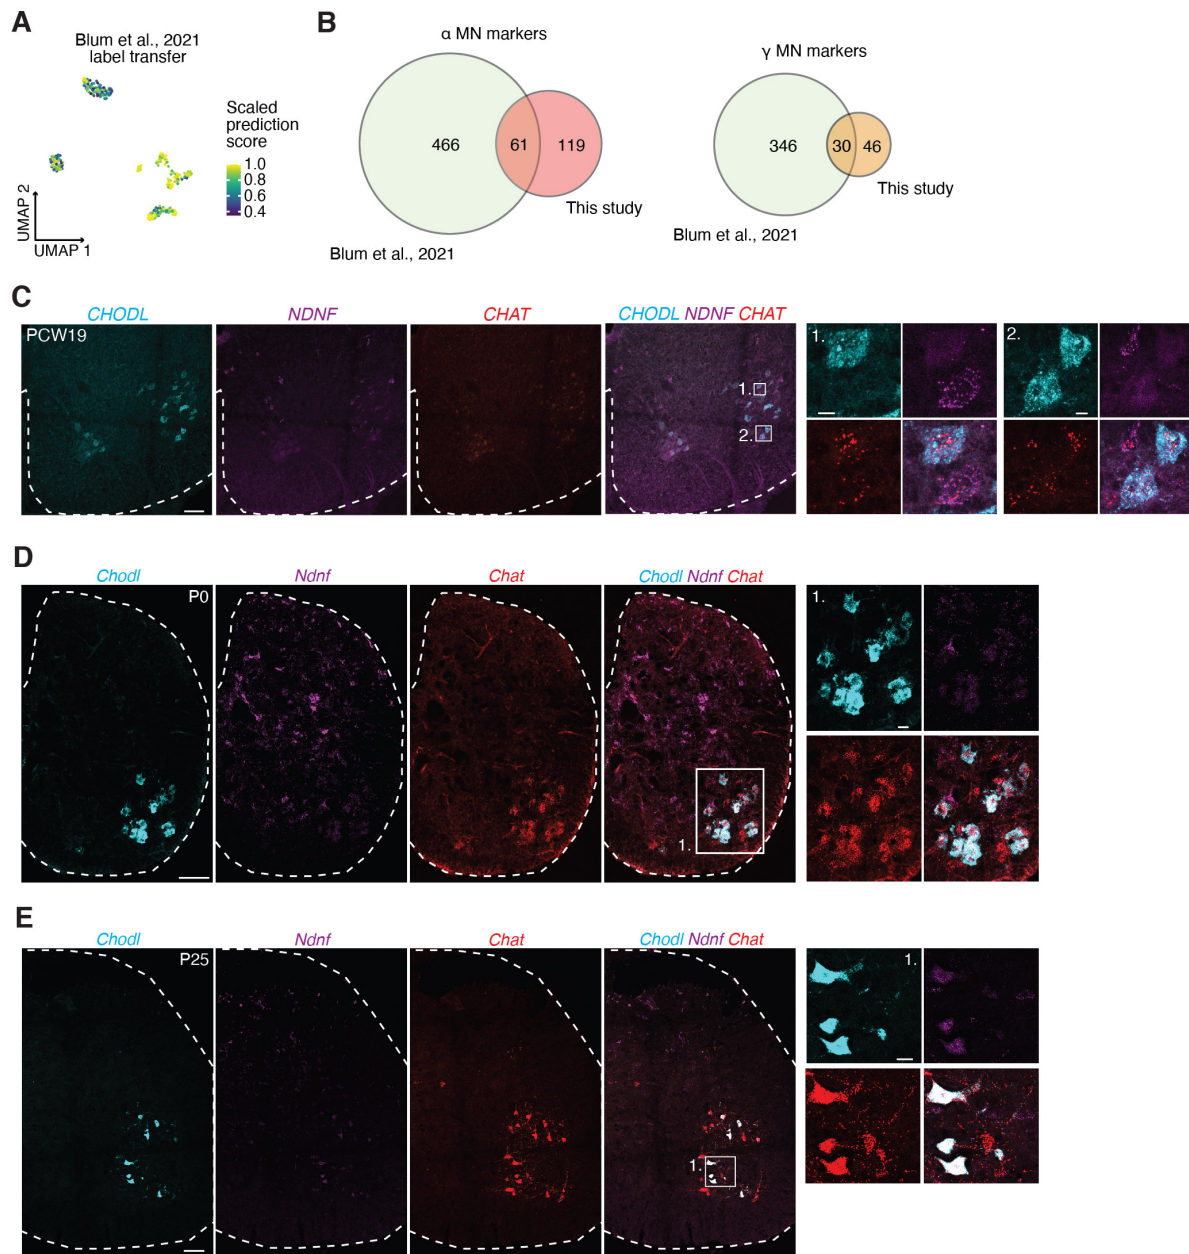 A
Blum et al., 2021
label transfer
Scaled
prediction
score
1.0
0.8
0.6
0.4
UMAP 2
UMAP 1
B
α MN markers
466
61
119
This study
Blum et al., 2021
γ MN markers
346
30
46
This study
Blum et al., 2021
C
CHODL
NDNF
CHAT
CHODL NDNF CHAT
PCW19
1.
2.
1.
2.
D
Chodl
Ndnf
Chat
Chodl Ndnf Chat
P0
1.
1.
E
Chodl
Ndnf
Chat
Chodl Ndnf Chat
P25
1.
1.